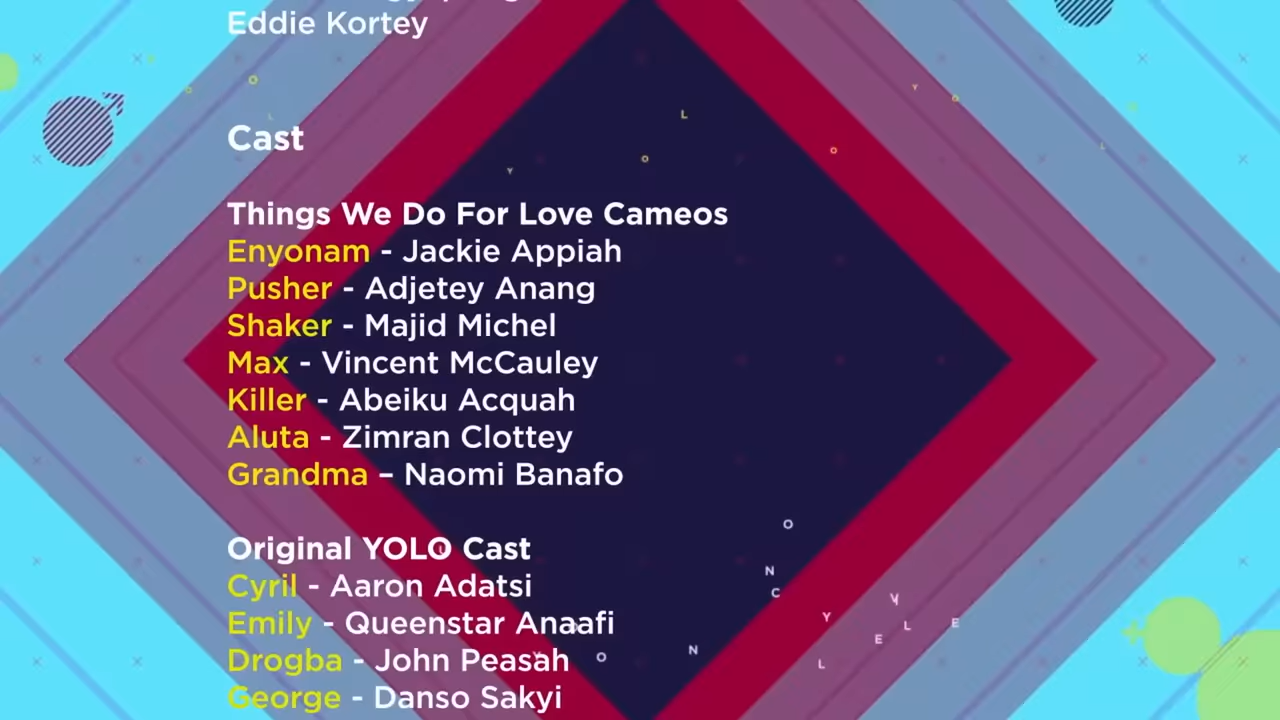 Eddie Kortey
Cast
Things We Do For Love Cameos
Enyonam - Jackie Appiah
Pusher - Adjetey Anang
Shaker - Majid Michel
Max - Vincent McCauley
Killer - Abeiku Acquah
Aluta - Zimran Clottey
Grandma – Naomi Banafo
Original YOLO Cast
Cyril - Aaron Adatsi
Emily - Queenstar Anaafi
Drogba - John Peasah
George - Danso Sakyi